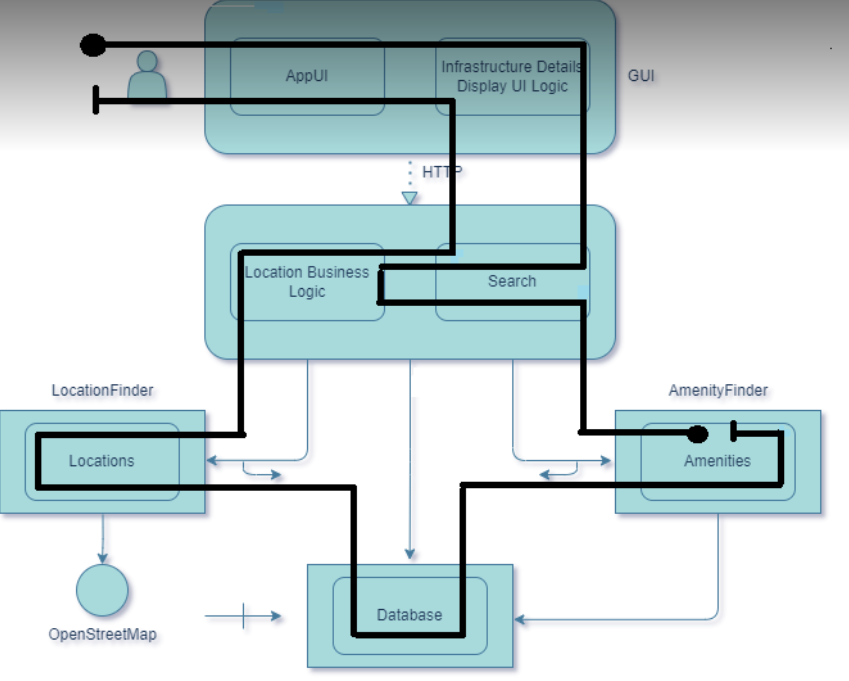 AppUI
Infrastructure Details
Display UI Logic
GUI
HTTP
Location Business
Logic
Search
LocationFinder
AmenityFinder
Locations
Amenities
Database
OpenStreetMap